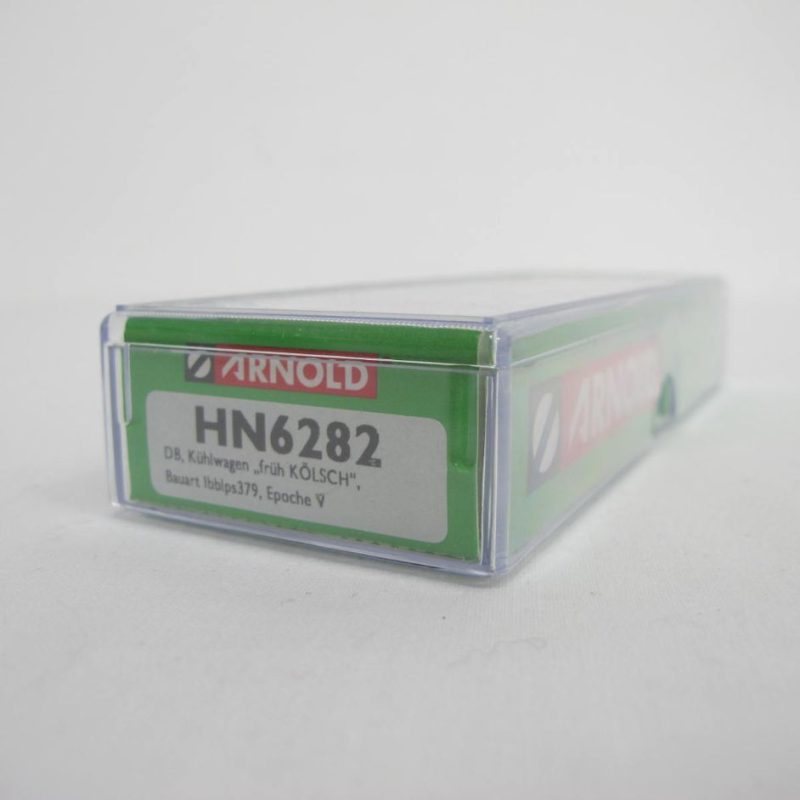 ARNOLD
HN6282
DB, Kühlwagen „früh KÖLSCH“,
Bauart Ibblps379, Epoche V
ARNOLD